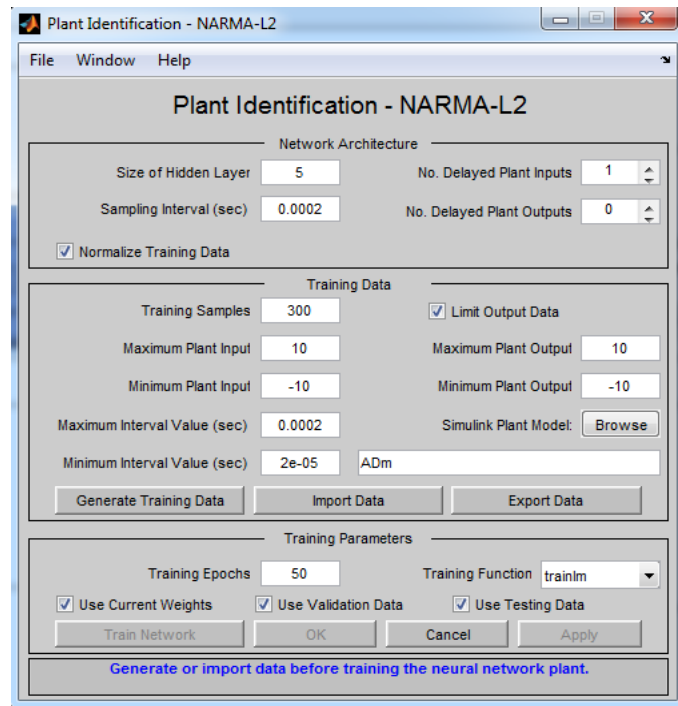 Plant Identification - NARMA-L2
File Window Help
Plant Identification - NARMA-L2
Network Architecture
Size of Hidden Layer 5 No. Delayed Plant Inputs 1
Sampling Interval (sec) 0.0002 No. Delayed Plant Outputs 0
Normalize Training Data
Training Data
Training Samples 300 Limit Output Data
Maximum Plant Input 10 Maximum Plant Output 10
Minimum Plant Input -10 Minimum Plant Output -10
Maximum Interval Value (sec) 0.0002 Simulink Plant Model: Browse
Minimum Interval Value (sec) 2e-05 ADm
Generate Training Data Import Data Export Data
Training Parameters
Training Epochs 50 Training Function trainlm
Use Current Weights Use Validation Data Use Testing Data
Train Network OK Cancel Apply
Generate or import data before training the neural network plant.